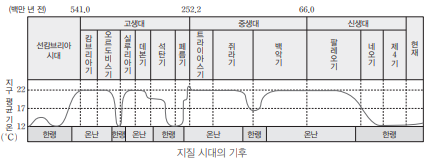 (백만 년 전) 541.0 252.2 66.0
선캄브리아 시대 고생대 중생대 신생대 현재
캄브리아기 오르도비스기 실루리아기 데본기 석탄기 페름기 트라이아스기 쥐라기 백악기 팔레오기 네오기 제4기
지구 평균 기온 (℃)
22
17
12
한령 온난 한령 온난 한령 온난 한령 온난 한령
지질 시대의 기후